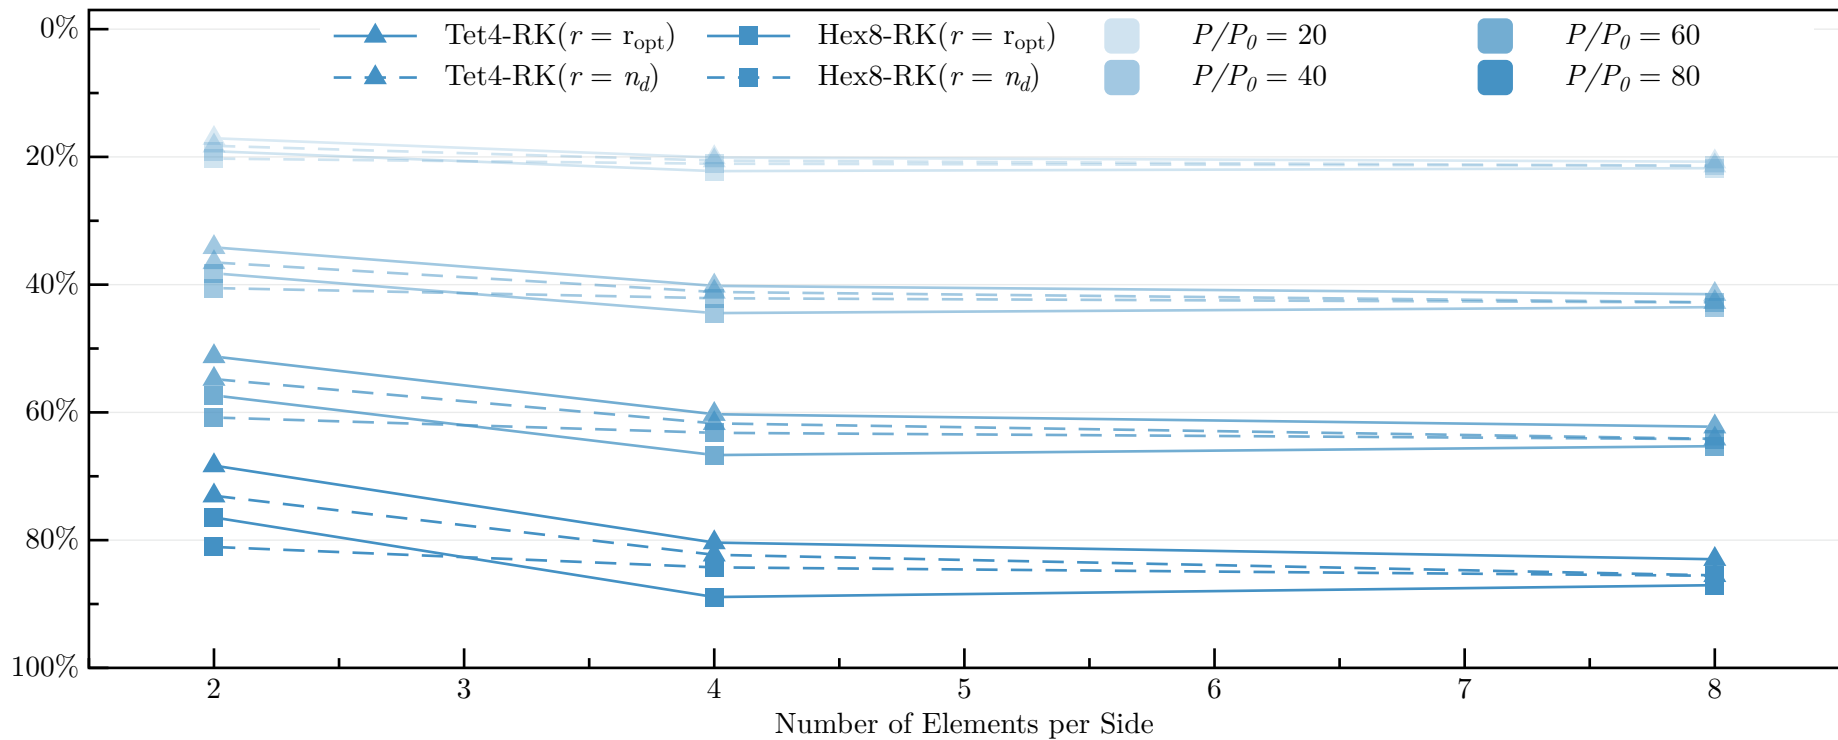 0%
20%
40%
60%
80%
100%
Tet4-RK(r = r_opt)
Hex8-RK(r = r_opt)
P/P_0 = 20
P/P_0 = 60
Tet4-RK(r = n_d)
Hex8-RK(r = n_d)
P/P_0 = 40
P/P_0 = 80
2 3 4 5 6 7 8
Number of Elements per Side